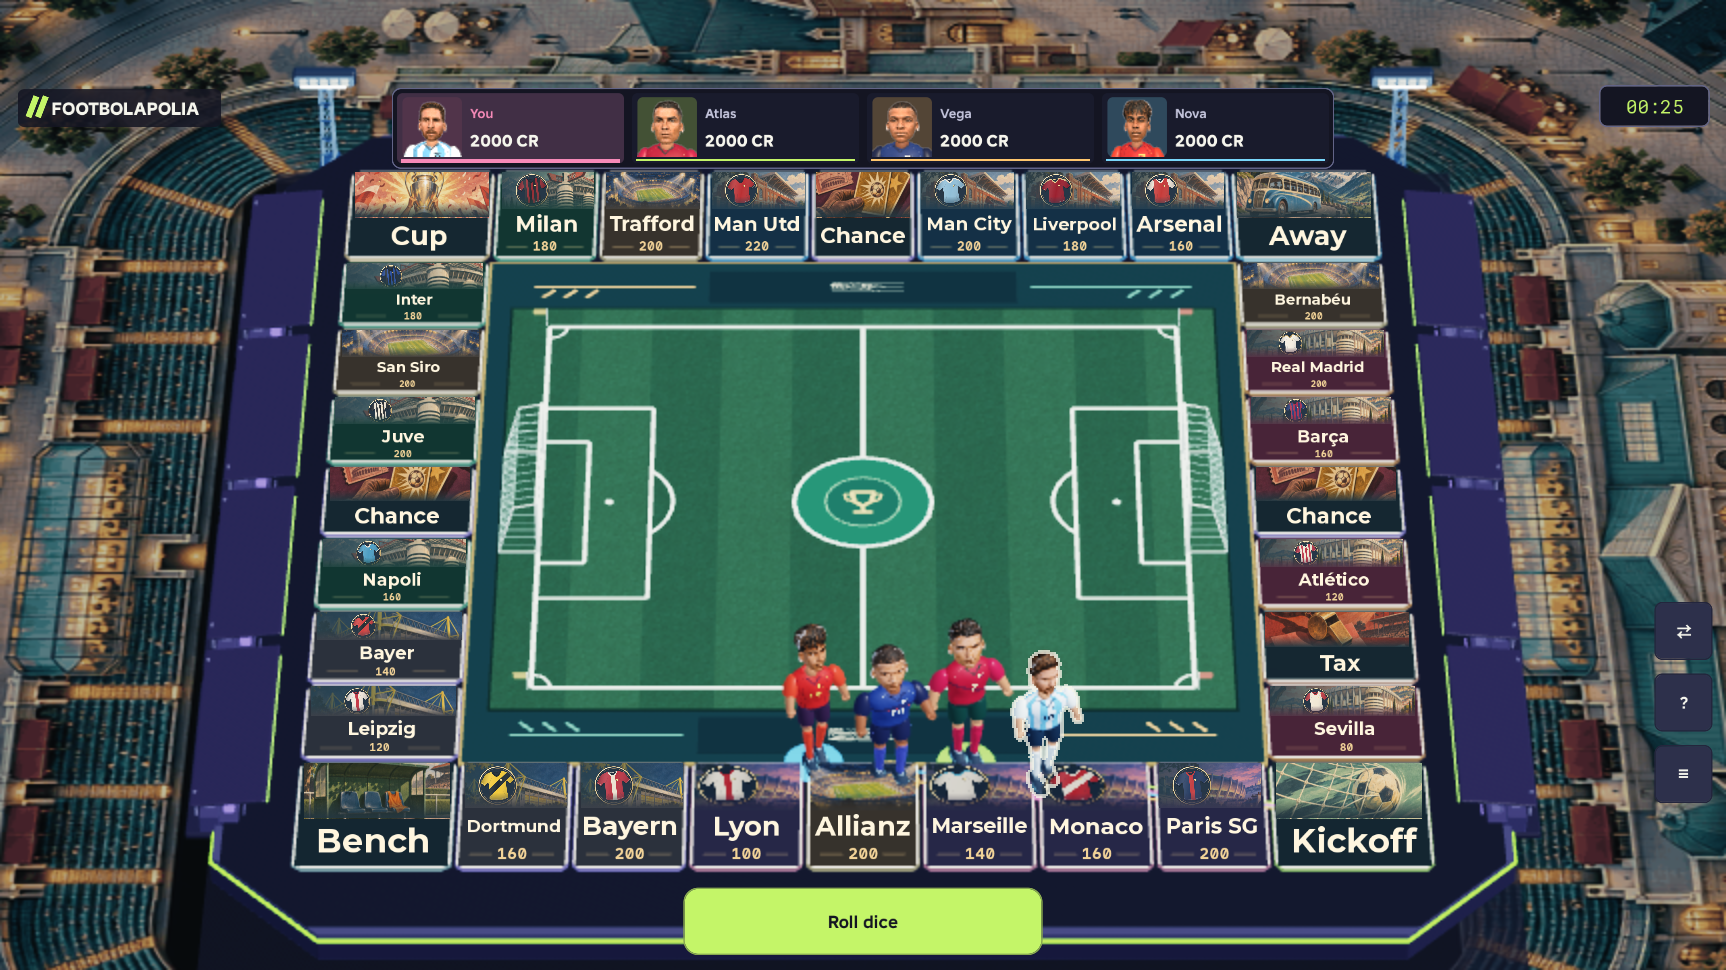 FOOTBOLAPOLIA
You
2000 CR
Atlas
2000 CR
Vega
2000 CR
Nova
2000 CR
00:25
Cup
Milan
180
Trafford
200
Man Utd
220
Chance
Man City
200
Liverpool
180
Arsenal
160
Away
Inter
180
San Siro
200
Juve
200
Chance
Napoli
160
Bayer
140
Leipzig
120
Bernabéu
200
Real Madrid
200
Barça
160
Chance
Atlético
120
Tax
Sevilla
80
Bench
Dortmund
160
Bayern
200
Lyon
100
Allianz
200
Marseille
140
Monaco
160
Paris SG
200
Kickoff
?
Roll dice